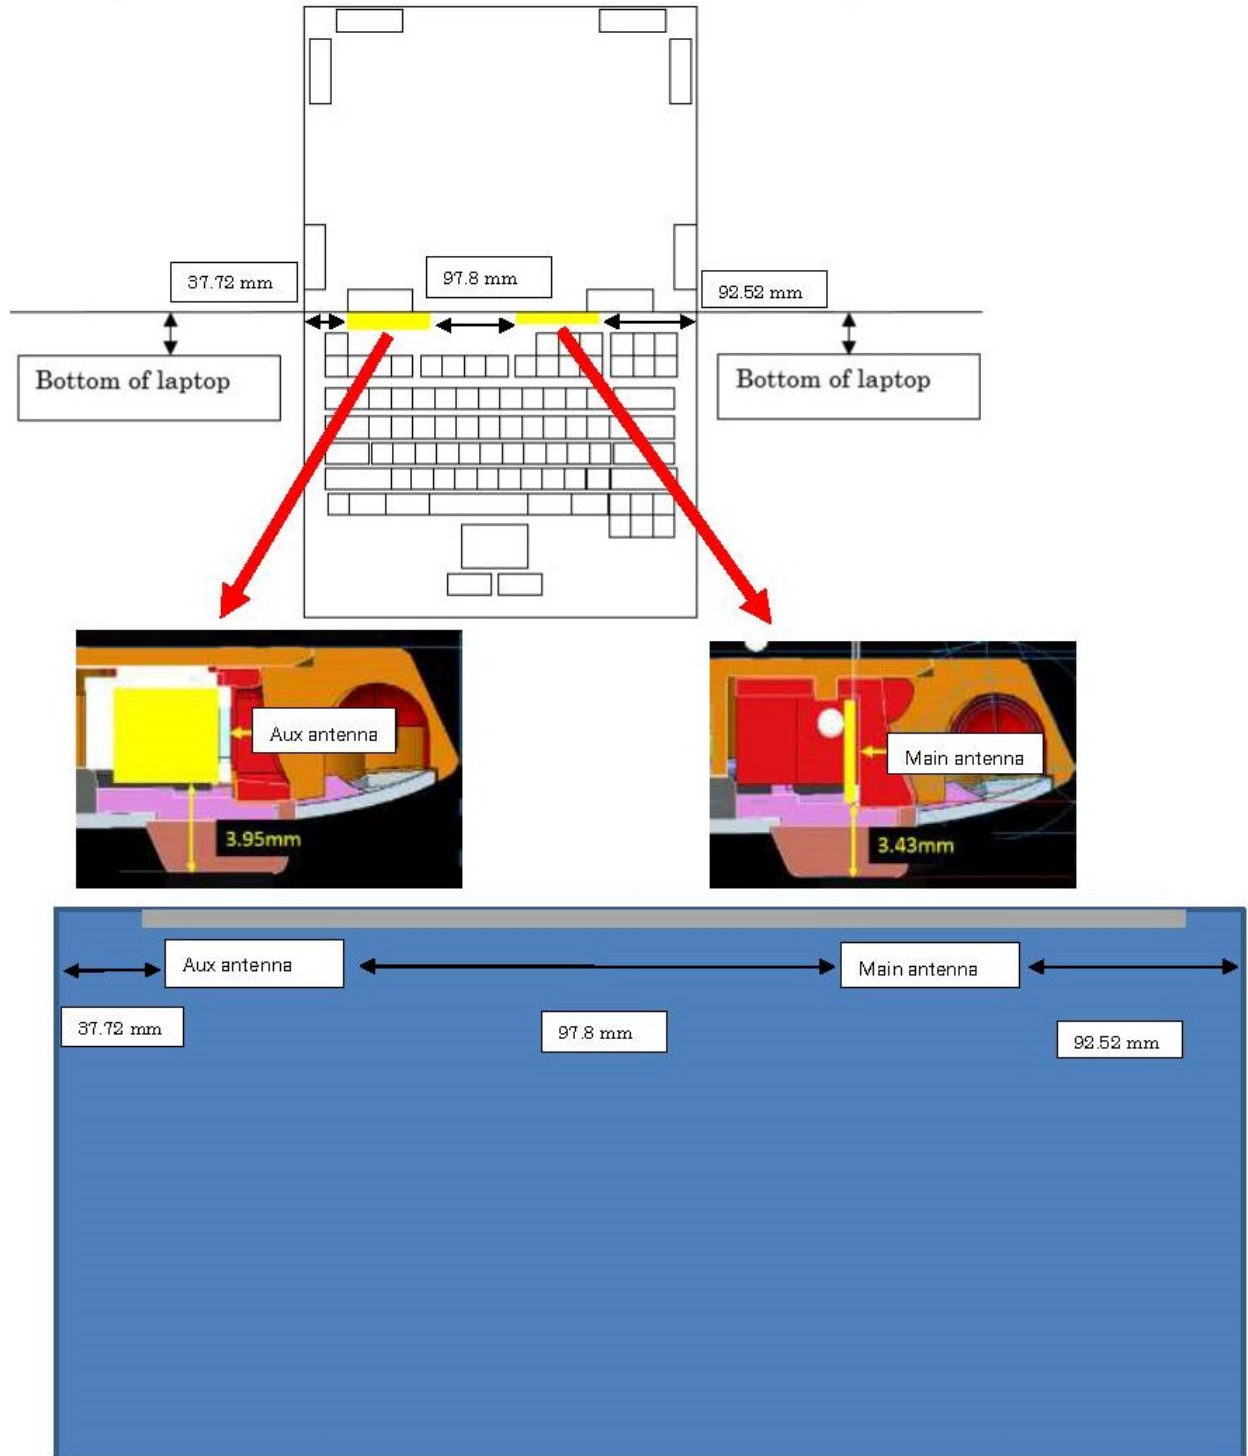 37.72 mm
97.8 mm
92.52 mm
Bottom of laptop
Bottom of laptop
Aux antenna
3.95mm
Main antenna
3.43mm
Aux antenna
Main antenna
37.72 mm
97.8 mm
92.52 mm